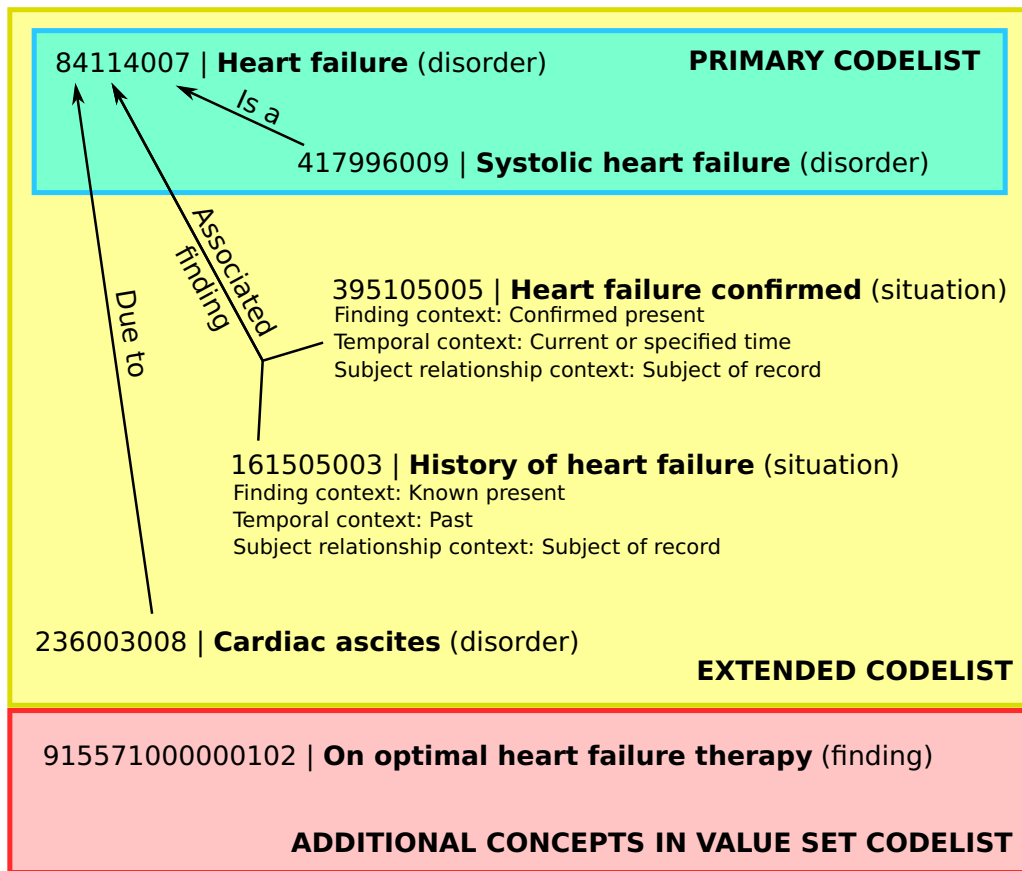 84114007 | Heart failure (disorder)
PRIMARY CODELIST
Is a
417996009 | Systolic heart failure (disorder)
Associated
finding
Due to
395105005 | Heart failure confirmed (situation)
Finding context: Confirmed present
Temporal context: Current or specified time
Subject relationship context: Subject of record
161505003 | History of heart failure (situation)
Finding context: Known present
Temporal context: Past
Subject relationship context: Subject of record
236003008 | Cardiac ascites (disorder)
EXTENDED CODELIST
915571000000102 | On optimal heart failure therapy (finding)
ADDITIONAL CONCEPTS IN VALUE SET CODELIST